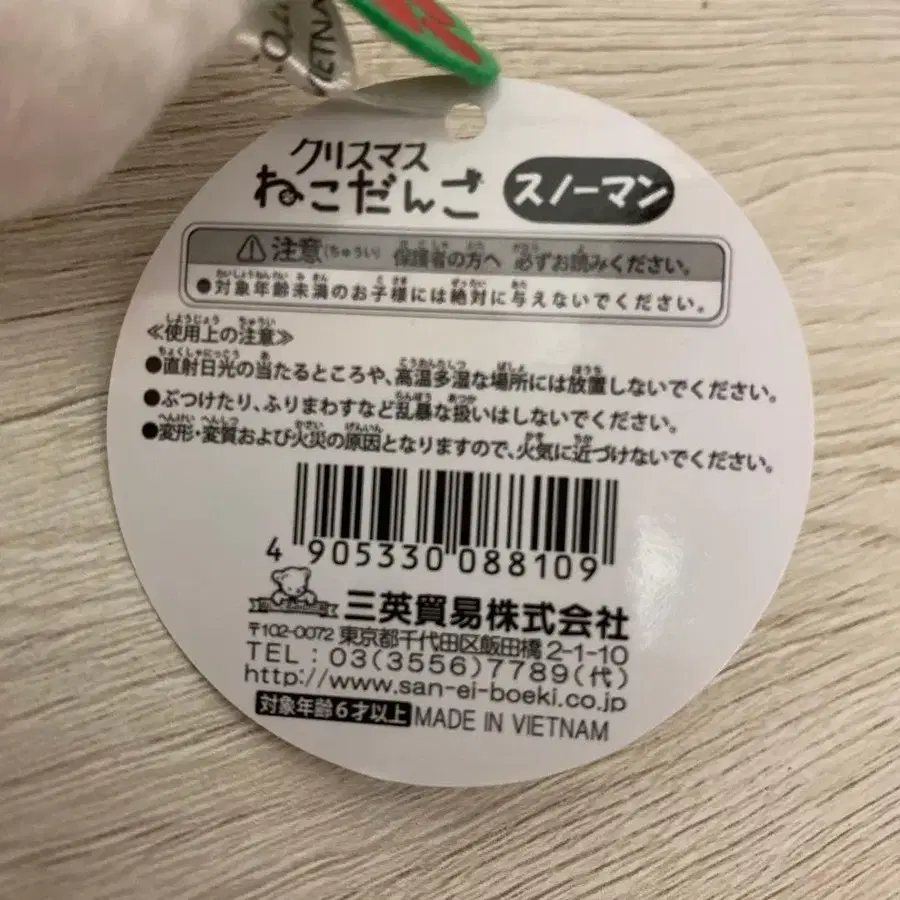 VIETNA
クリスマス
ねこだんご スノーマン
注意(ちゅうい) 保護者の方へ 必ずお読みください。
●対象年齢未満のお子様には絶対に与えないでください。
≪使用上の注意≫
●直射日光の当たるところや、高温多湿な場所には放置しないでください。
●ぶつけたり、ふりまわすなど乱暴な扱いはしないでください。
●変形・変質および火災の原因となりますので、火気に近づけないでください。
4 905330 088109
三英貿易株式会社
〒102-0072 東京都千代田区飯田橋 2-1-10
TEL : 03(3556)7789(代)
http://www.san-ei-boeki.co.jp
対象年齢6才以上 MADE IN VIETNAM